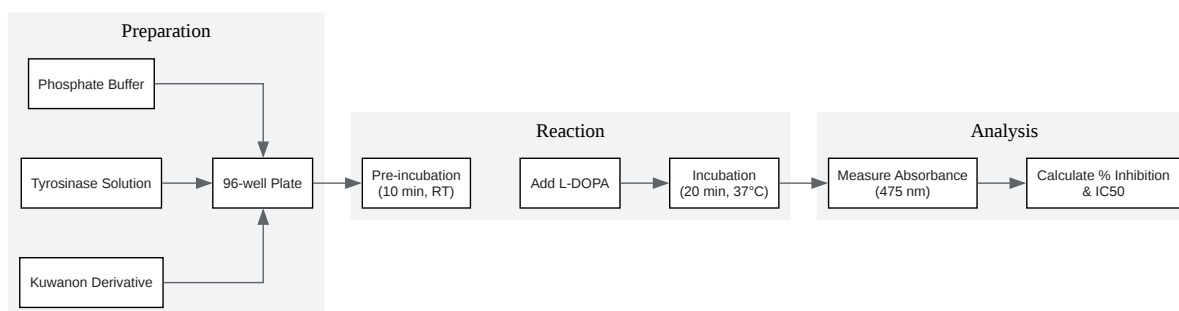 Preparation
Phosphate Buffer
Tyrosinase Solution
96-well Plate
Kuwanon Derivative
Reaction
Pre-incubation
(10 min, RT)
Add L-DOPA
Incubation
(20 min, 37°C)
Analysis
Measure Absorbance
(475 nm)
Calculate % Inhibition
& IC50